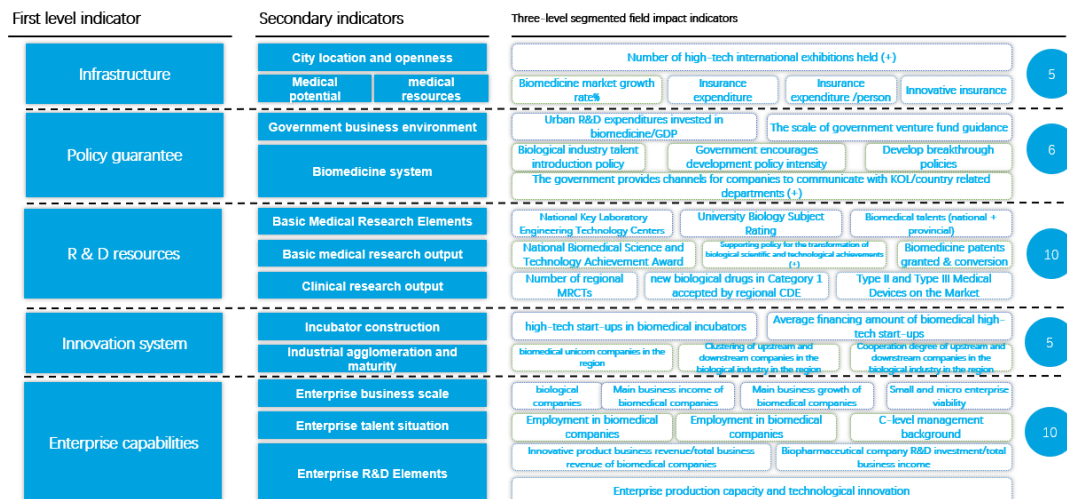 First level indicator
Secondary indicators
Three-level segmented field impact indicators
Infrastructure
City location and openness
Number of high-tech international exhibitions held (+)
5
Medical
potential
medical
resources
Biomedicine market growth
rate%
Insurance
expenditure
Insurance
expenditure /person
Innovative insurance
Policy guarantee
Government business environment
Urban R&D expenditures invested in
biomedicine/GDP
The scale of government venture fund guidance
6
Biomedicine system
Biological industry talent
introduction policy
Government encourages
development policy intensity
Develop breakthrough
policies
The government provides channels for companies to communicate with KOL/country related
departments (+)
R & D resources
Basic Medical Research Elements
National Key Laboratory
Engineering Technology Centers
University Biology Subject
Rating
Biomedical talents (national +
provincial)
10
Basic medical research output
National Biomedical Science and
Technology Achievement Award
Supporting policy for the transformation of
biological scientific and technological achievements
(+)
Biomedicine patents
granted & conversion
Clinical research output
Number of regional
MRCTs
new biological drugs in Category 1
accepted by regional CDE
Type II and Type III Medical
Devices on the Market
Innovation system
Incubator construction
high-tech start-ups in biomedical incubators
Average financing amount of biomedical high-
tech start-ups
5
Industrial agglomeration and
maturity
biomedical unicorn companies in the
region
Clustering of upstream and
downstream companies in the
biological industry in the region
Cooperation degree of upstream and
downstream companies in the
biological industry in the region
Enterprise capabilities
Enterprise business scale
biological
companies
Main business income of
biomedical companies
Main business growth of
biomedical companies
Small and micro enterprise
viability
10
Enterprise talent situation
Employment in biomedical
companies
Employment in biomedical
companies
C-level management
background
Enterprise R&D Elements
Innovative product business revenue/total business
revenue of biomedical companies
Biopharmaceutical company R&D investment/total
business income
Enterprise production capacity and technological innovation